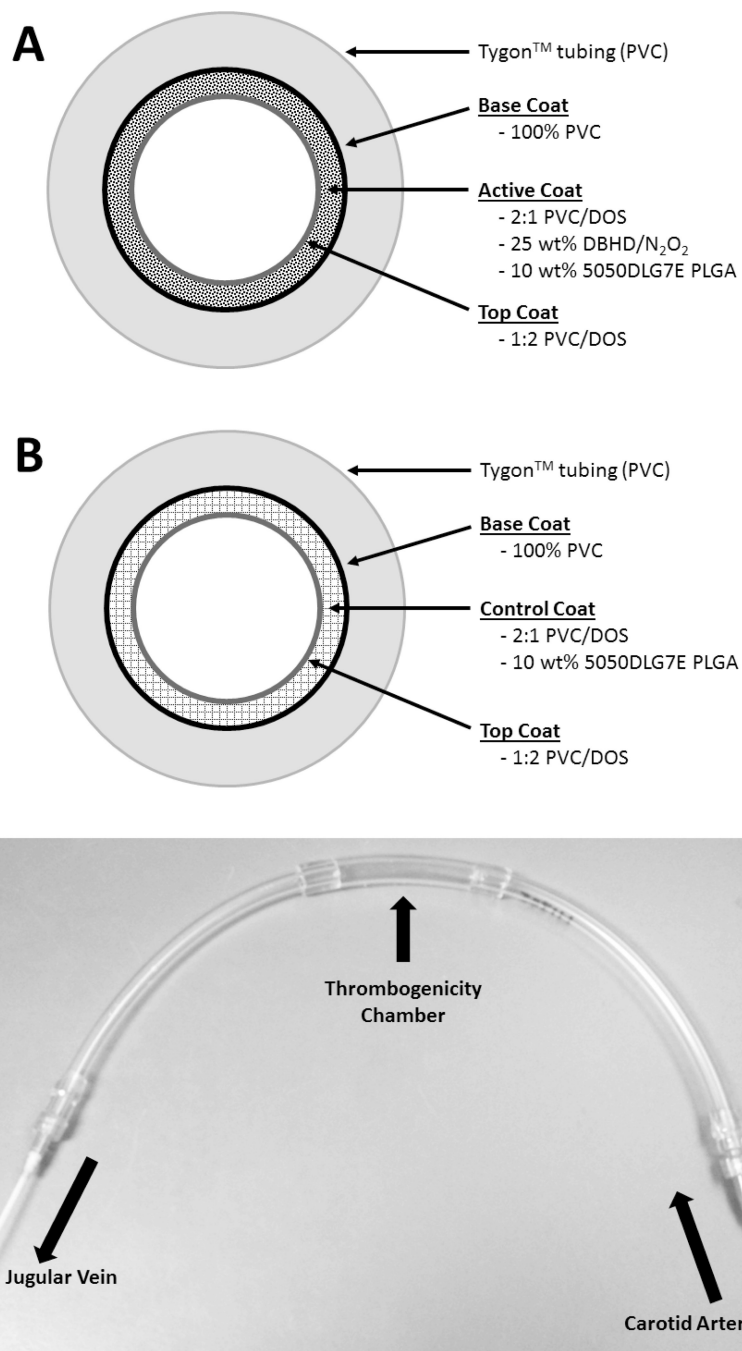 A
Tygon™ tubing (PVC)
Base Coat
- 100% PVC
Active Coat
- 2:1 PVC/DOS
- 25 wt% DBHD/N₂O₂
- 10 wt% 5050DLG7E PLGA
Top Coat
- 1:2 PVC/DOS
B
Tygon™ tubing (PVC)
Base Coat
- 100% PVC
Control Coat
- 2:1 PVC/DOS
- 10 wt% 5050DLG7E PLGA
Top Coat
- 1:2 PVC/DOS
Thrombogenicity
Chamber
Jugular Vein
Carotid Arter